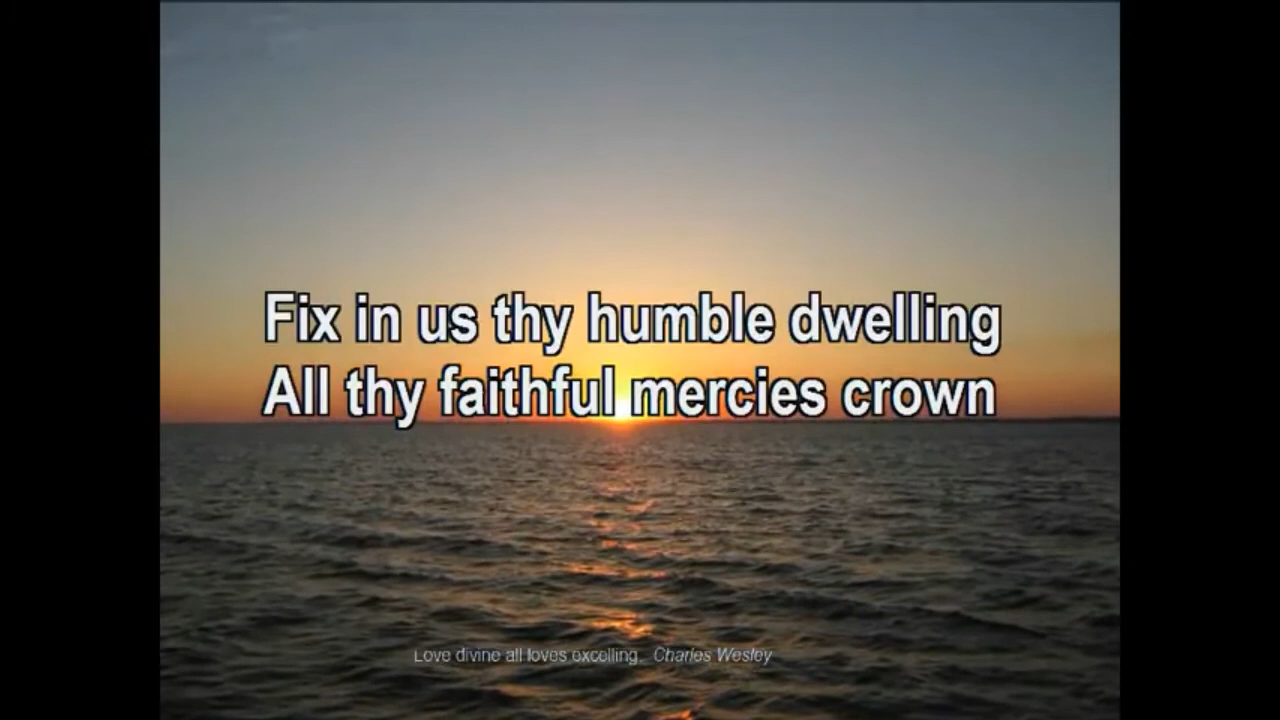 Fix in us thy humble dwelling
All thy faithful mercies crown
Love divine all loves excelling. Charles Wesley